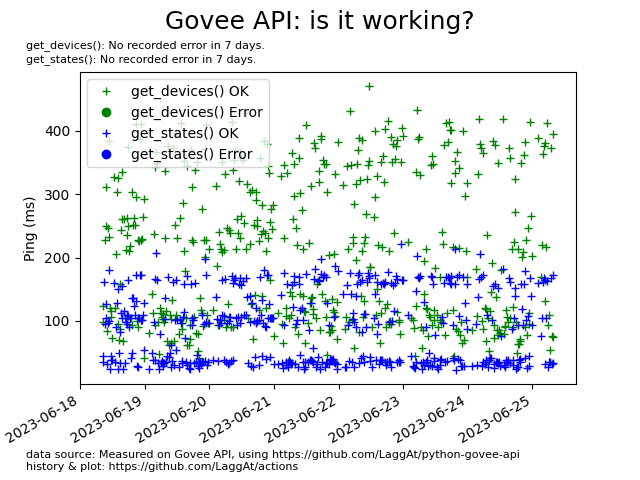 Govee API: is it working?
get_devices(): No recorded error in 7 days.
get_states(): No recorded error in 7 days.
get_devices() OK
get_devices() Error
get_states() OK
get_states() Error
Ping (ms)
400
300
200
100
2023-06-18
2023-06-19
2023-06-20
2023-06-21
2023-06-22
2023-06-23
2023-06-24
2023-06-25
data source: Measured on Govee API, using https://github.com/LaggAt/python-govee-api
history & plot: https://github.com/LaggAt/actions